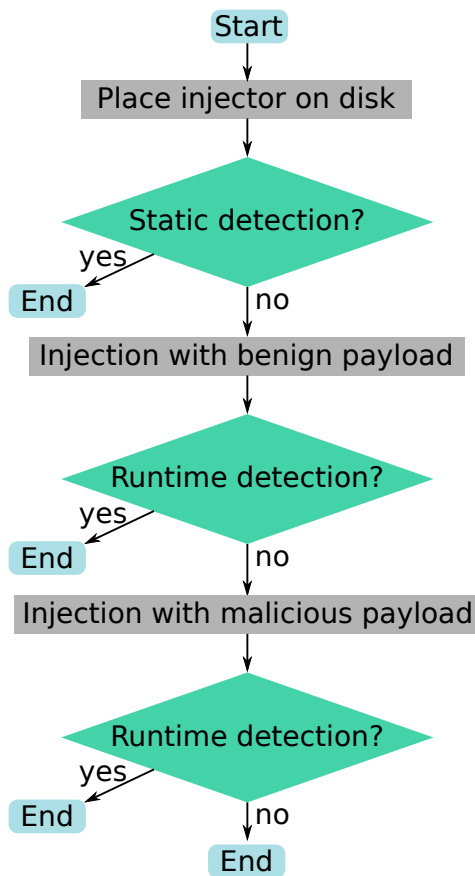 Start
Place injector on disk
Static detection?
yes
End
no
Injection with benign payload
Runtime detection?
yes
End
no
Injection with malicious payload
Runtime detection?
yes
End
no
End